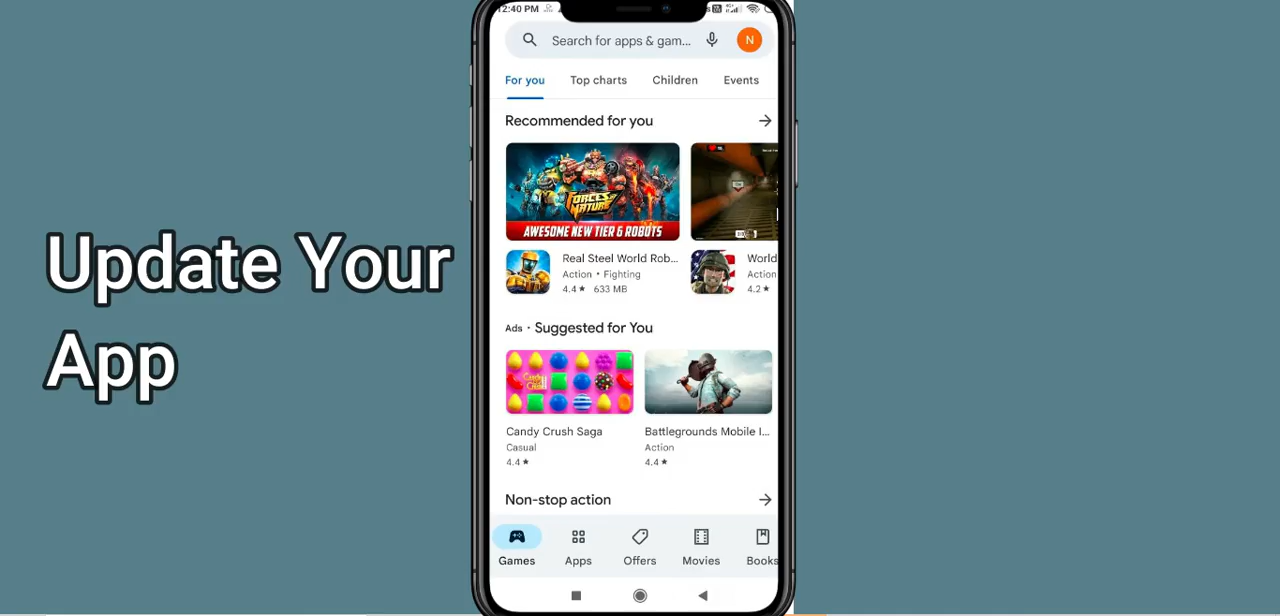 12:40 PM
Search for apps & gam...
N
For you Top charts Children Events
Recommended for you
FORCES OF NATURE
AWESOME NEW TIER 6 ROBOTS
Real Steel World Rob... World
Action • Fighting Action
4.4★ 633 MB 4.2★
Update Your
App
Ads • Suggested for You
Candy Crush Saga Battlegrounds Mobile I...
Casual Action
4.4★ 4.4★
Non-stop action
Games Apps Offers Movies Books